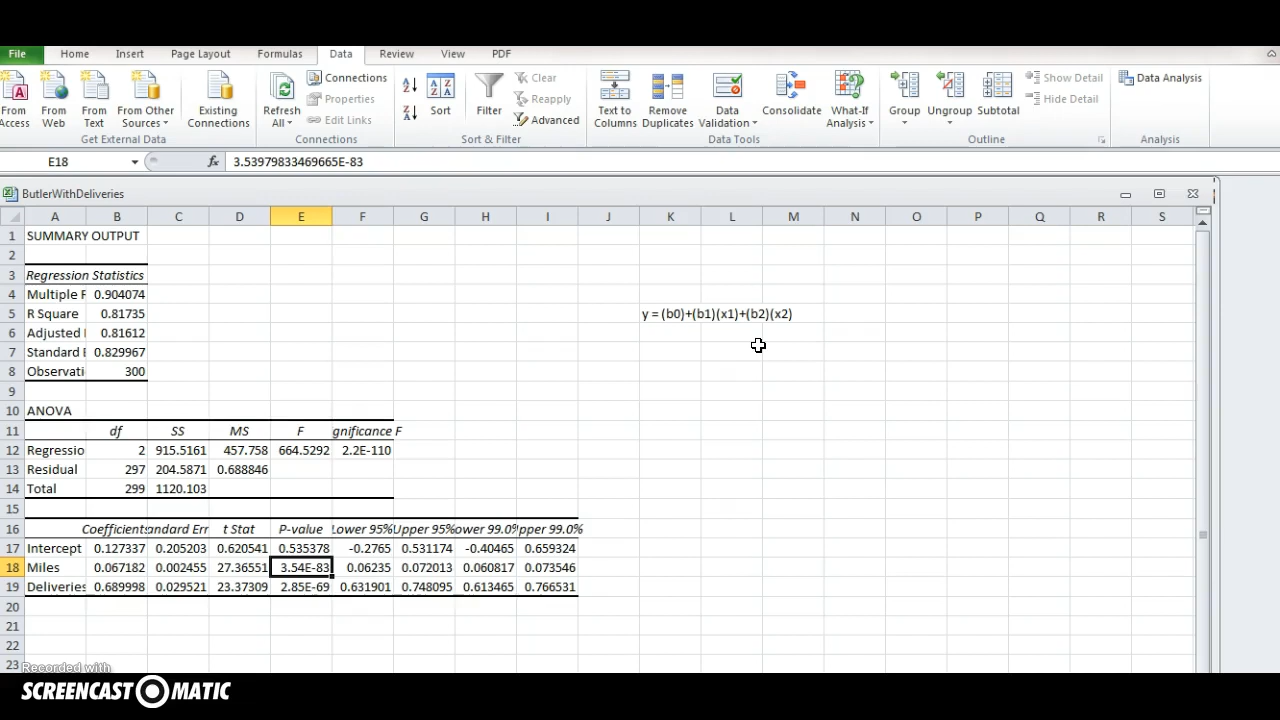 File Home Insert Page Layout Formulas Data Review View PDF
From Access
From Web
From Text
From Other Sources
Existing Connections
Refresh All
Connections
Properties
Edit Links
Sort
Filter
Clear
Reapply
Advanced
Text to Columns
Remove Duplicates
Data Validation
Consolidate
What-If Analysis
Group
Ungroup
Subtotal
Show Detail
Hide Detail
Data Analysis
Get External Data Connections Sort & Filter Data Tools Outline Analysis
E18 fx 3.53979833469665E-83
ButlerWithDeliveries
A B C D E F G H I J K L M N O P Q R S
1 SUMMARY OUTPUT
2
3 Regression Statistics
4 Multiple F 0.904074
5 R Square 0.81735 y = (b0)+(b1)(x1)+(b2)(x2)
6 Adjusted 0.81612
7 Standard E 0.829967
8 Observati 300
9
10 ANOVA
11 df SS MS F gnificance F
12 Regressio 2 915.5161 457.758 664.5292 2.2E-110
13 Residual 297 204.5871 0.688846
14 Total 299 1120.103
15
16 Coefficients andard Err t Stat P-value Lower 95% Upper 95% ower 99.0% pper 99.0%
17 Intercept 0.127337 0.205203 0.620541 0.535378 -0.2765 0.531174 -0.40465 0.659324
18 Miles 0.067182 0.002455 27.36551 3.54E-83 0.06235 0.072013 0.060817 0.073546
19 Deliveries 0.689998 0.029521 23.37309 2.85E-69 0.631901 0.748095 0.613465 0.766531
20
21
22
23
Recorded with
SCREENCAST O MATIC